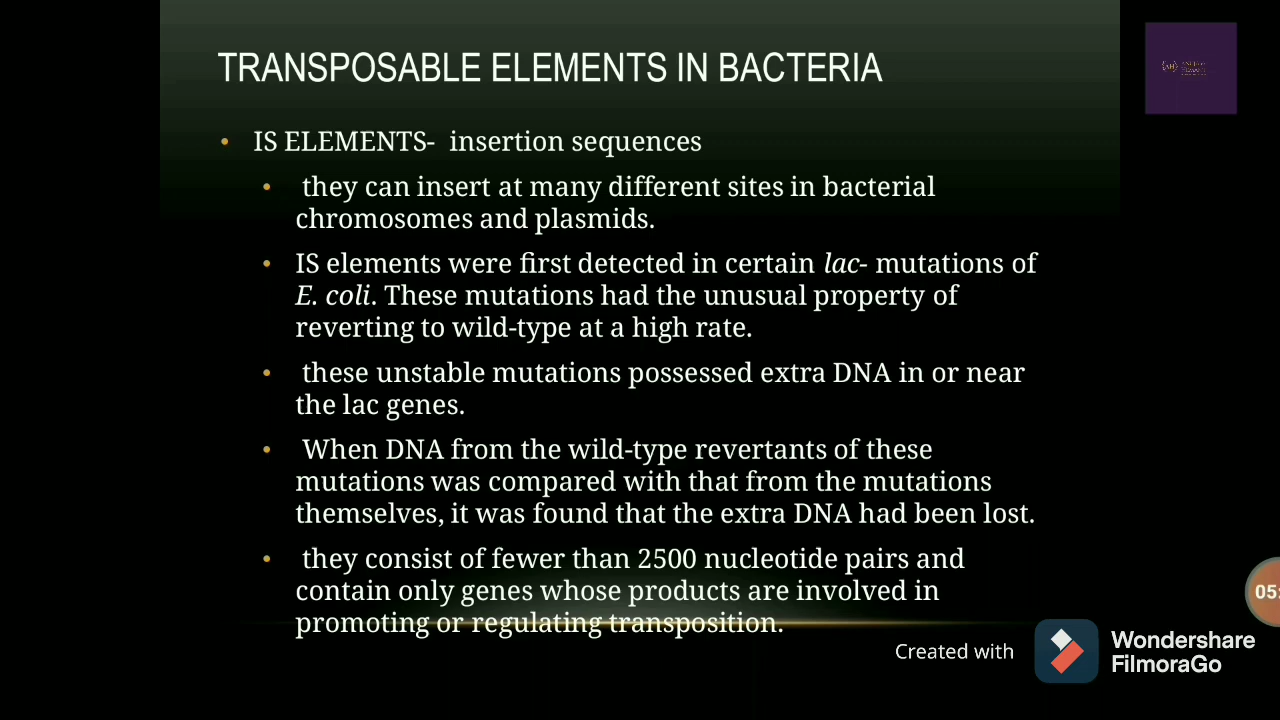 TRANSPOSABLE ELEMENTS IN BACTERIA
• IS ELEMENTS- insertion sequences
• they can insert at many different sites in bacterial
chromosomes and plasmids.
• IS elements were first detected in certain lac- mutations of
E. coli. These mutations had the unusual property of
reverting to wild-type at a high rate.
• these unstable mutations possessed extra DNA in or near
the lac genes.
• When DNA from the wild-type revertants of these
mutations was compared with that from the mutations
themselves, it was found that the extra DNA had been lost.
• they consist of fewer than 2500 nucleotide pairs and
contain only genes whose products are involved in
promoting or regulating transposition.
05:
Created with
Wondershare
FilmoraGo